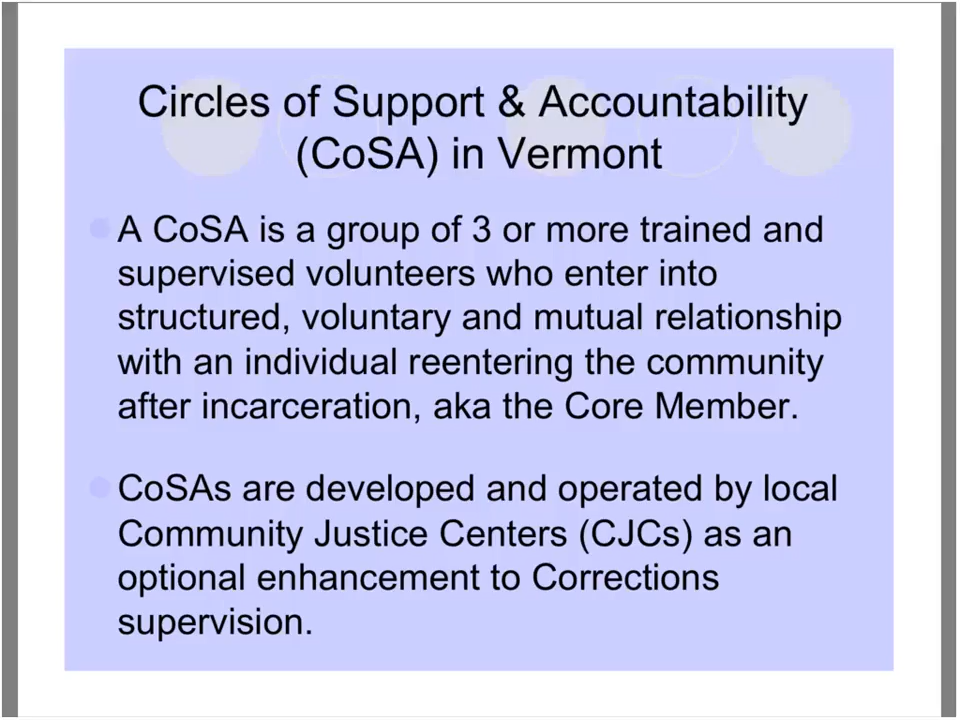 Circles of Support & Accountability
(CoSA) in Vermont
A CoSA is a group of 3 or more trained and
supervised volunteers who enter into
structured, voluntary and mutual relationship
with an individual reentering the community
after incarceration, aka the Core Member.
CoSAs are developed and operated by local
Community Justice Centers (CJCs) as an
optional enhancement to Corrections
supervision.